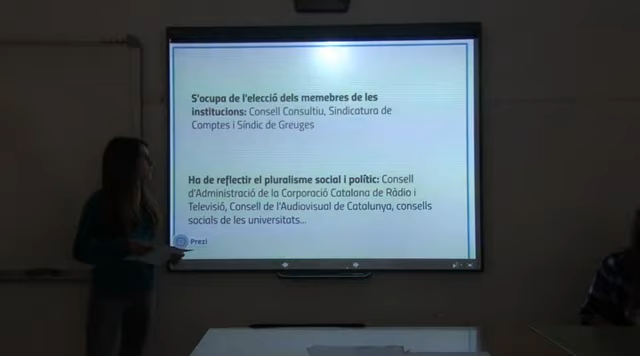 S'ocupa de l'elecció dels memebres de les
institucions: Consell Consultiu, Sindicatura de
Comptes i Síndic de Greuges
Ha de reflectir el pluralisme social i polític: Consell
d'Administració de la Corporació Catalana de Ràdio i
Televisió, Consell de l'Audiovisual de Catalunya, consells
socials de les universitats...
Prezi